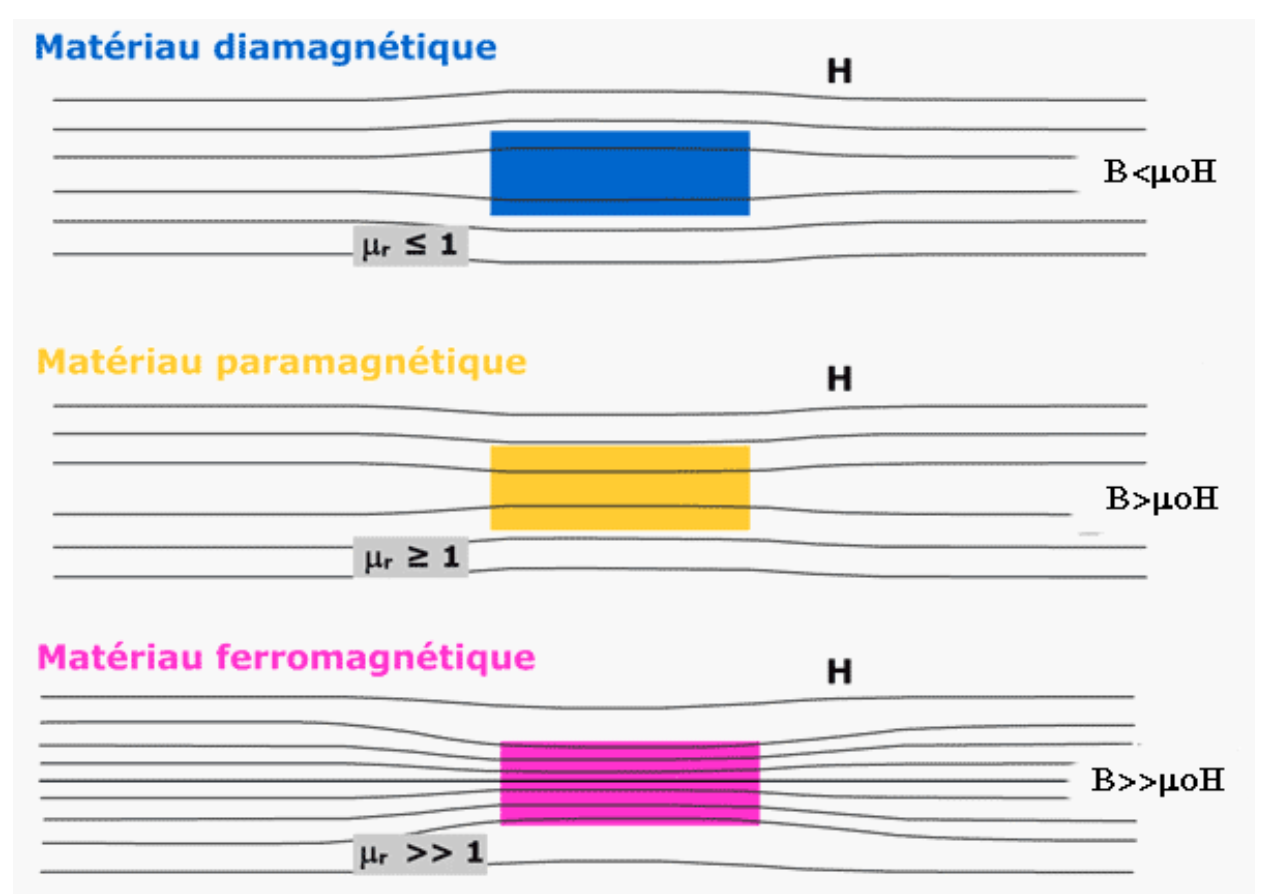 Matériau diamagnétique
H
B<μoH
μr ≤ 1
Matériau paramagnétique
H
B>μoH
μr ≥ 1
Matériau ferromagnétique
H
B>>μoH
μr >> 1